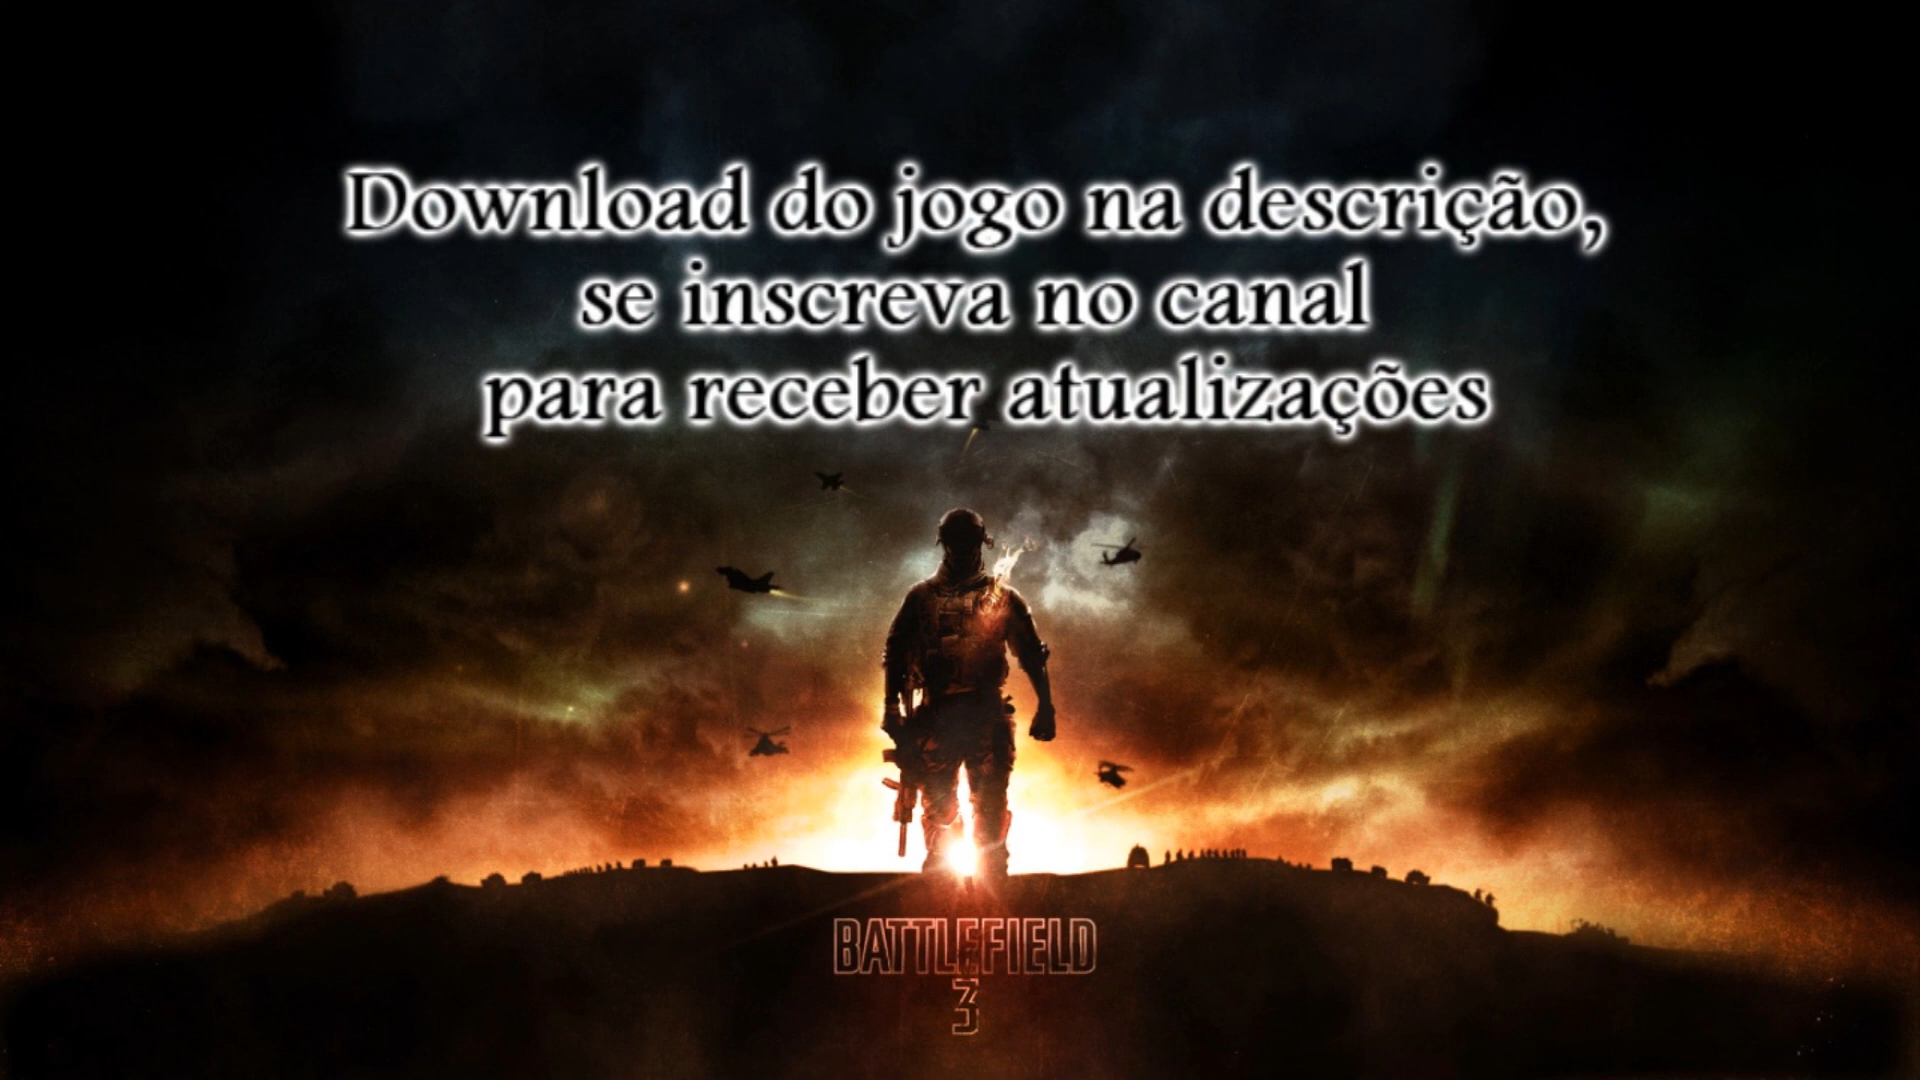 Download do jogo na descrição,
se inscreva no canal
para receber atualizações
BATTLEFIELD
3